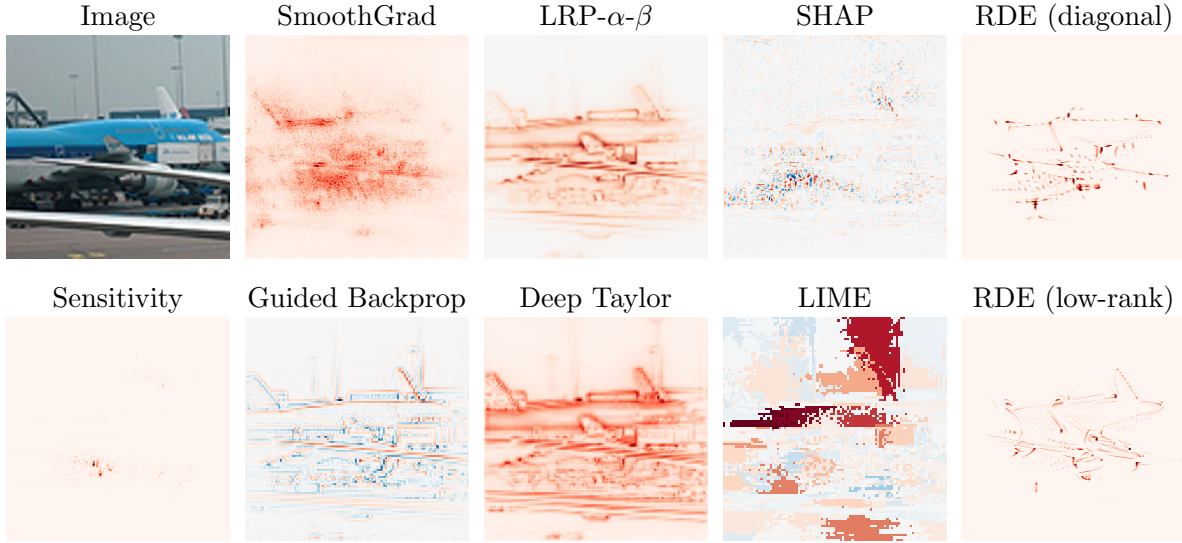 Image SmoothGrad LRP-α-β SHAP RDE (diagonal)
Sensitivity Guided Backprop Deep Taylor LIME RDE (low-rank)